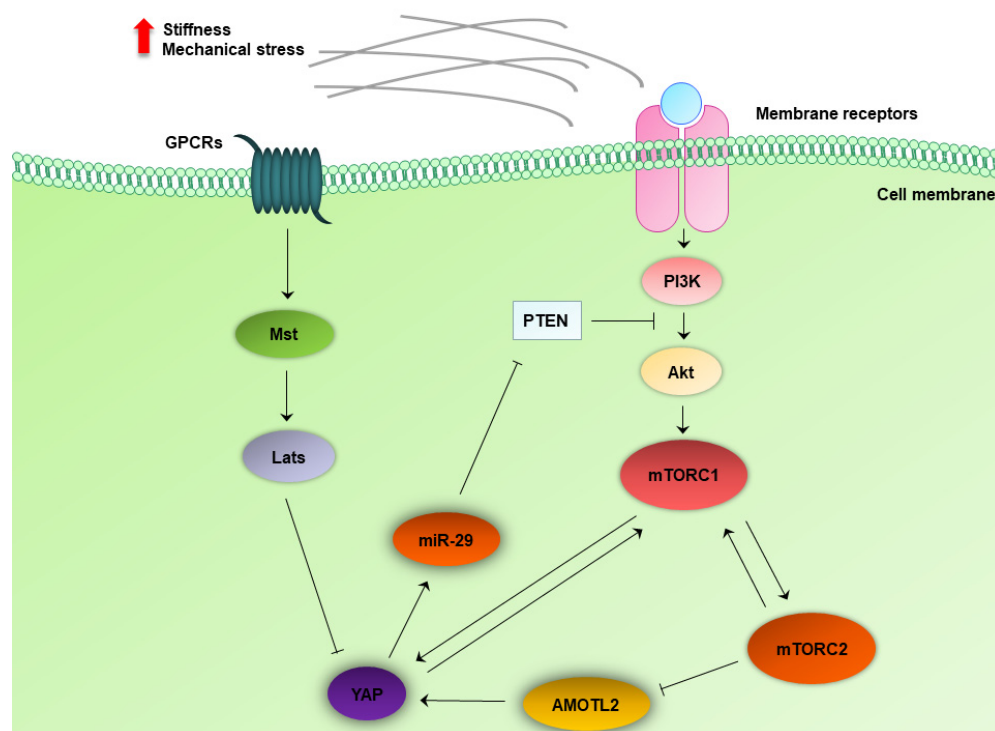 Stiffness
Mechanical stress
Membrane receptors
GPCRs
Cell membrane
PI3K
PTEN
Mst
Akt
Lats
mTORC1
miR-29
mTORC2
YAP
AMOTL2